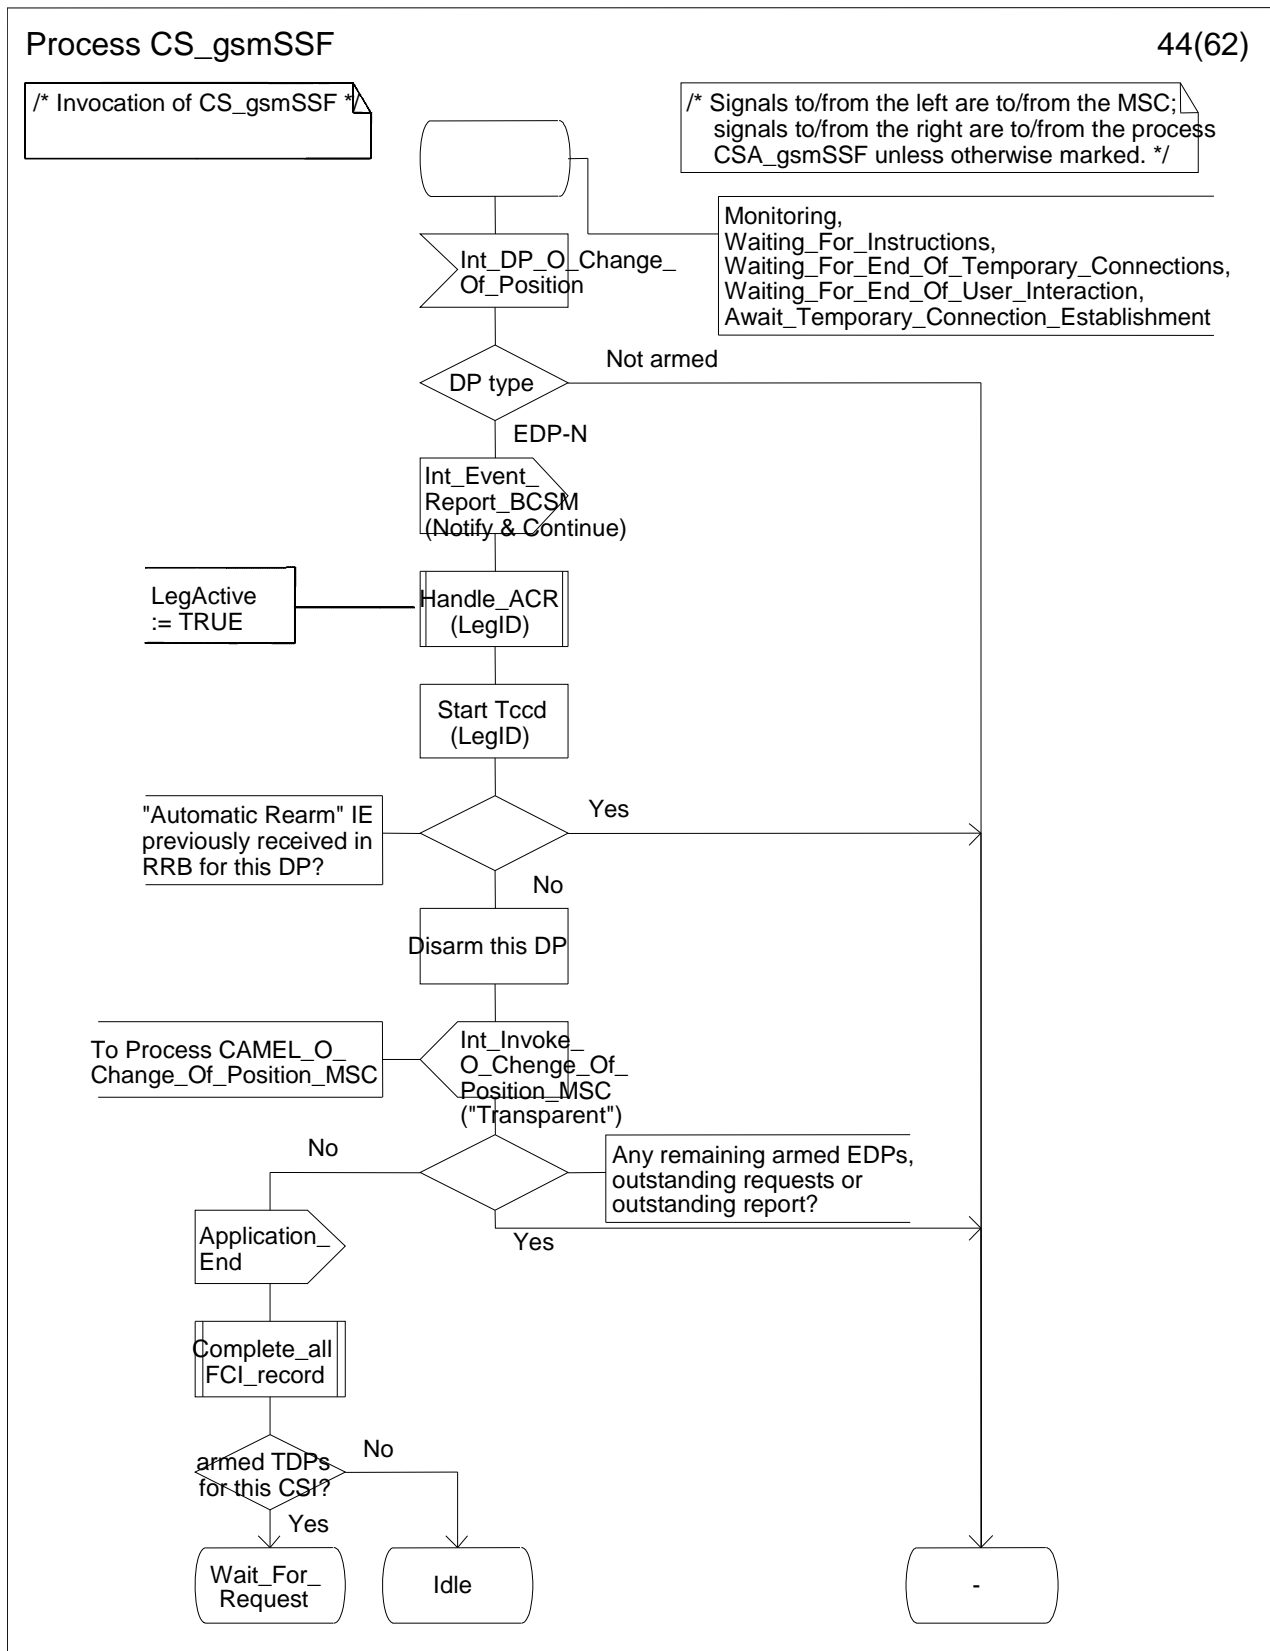 Process CS_gsmSSF
44(62)
/* Invocation of CS_gsmSSF */
/* Signals to/from the left are to/from the MSC;
signals to/from the right are to/from the process
CSA_gsmSSF unless otherwise marked. */
Monitoring,
Waiting_For_Instructions,
Waiting_For_End_Of_Temporary_Connections,
Waiting_For_End_Of_User_Interaction,
Await_Temporary_Connection_Establishment
Int_DP_O_Change_
Of_Position
DP type
Not armed
EDP-N
Int_Event_
Report_BCSM
(Notify & Continue)
LegActive
:= TRUE
Handle_ACR
(LegID)
Start Tccd
(LegID)
"Automatic Rearm" IE
previously received in
RRB for this DP?
Yes
No
Disarm this DP
To Process CAMEL_O_
Change_Of_Position_MSC
Int_Invoke_
O_Chenge_Of_
Position_MSC
("Transparent")
No
Any remaining armed EDPs,
outstanding requests or
outstanding report?
Yes
Application_
End
Complete_all
FCI_record
armed TDPs
for this CSI?
No
Yes
Wait_For_
Request
Idle
-